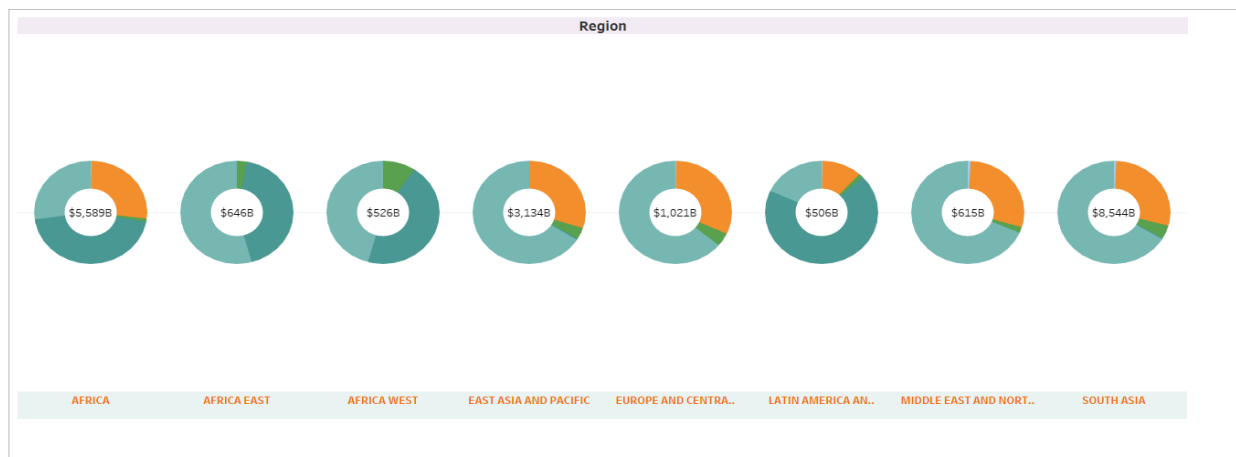 Region
$5,589B
$646B
$526B
$3,134B
$1,021B
$506B
$615B
$8,544B
AFRICA
AFRICA EAST
AFRICA WEST
EAST ASIA AND PACIFIC
EUROPE AND CENTRA..
LATIN AMERICA AN..
MIDDLE EAST AND NORT..
SOUTH ASIA